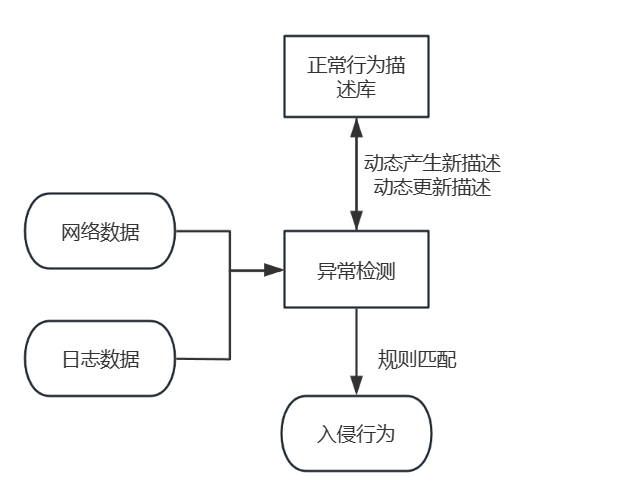 正常行为描
述库
动态产生新描述
动态更新描述
网络数据
异常检测
日志数据
规则匹配
入侵行为